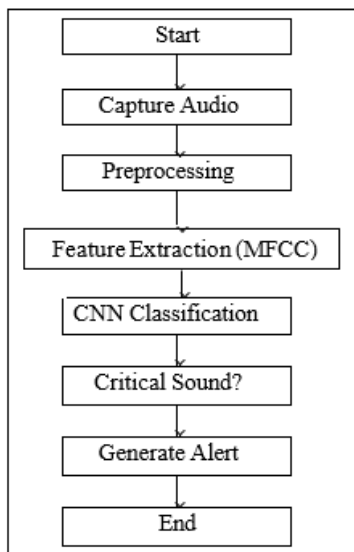 Start
Capture Audio
Preprocessing
Feature Extraction (MFCC)
CNN Classification
Critical Sound?
Generate Alert
End